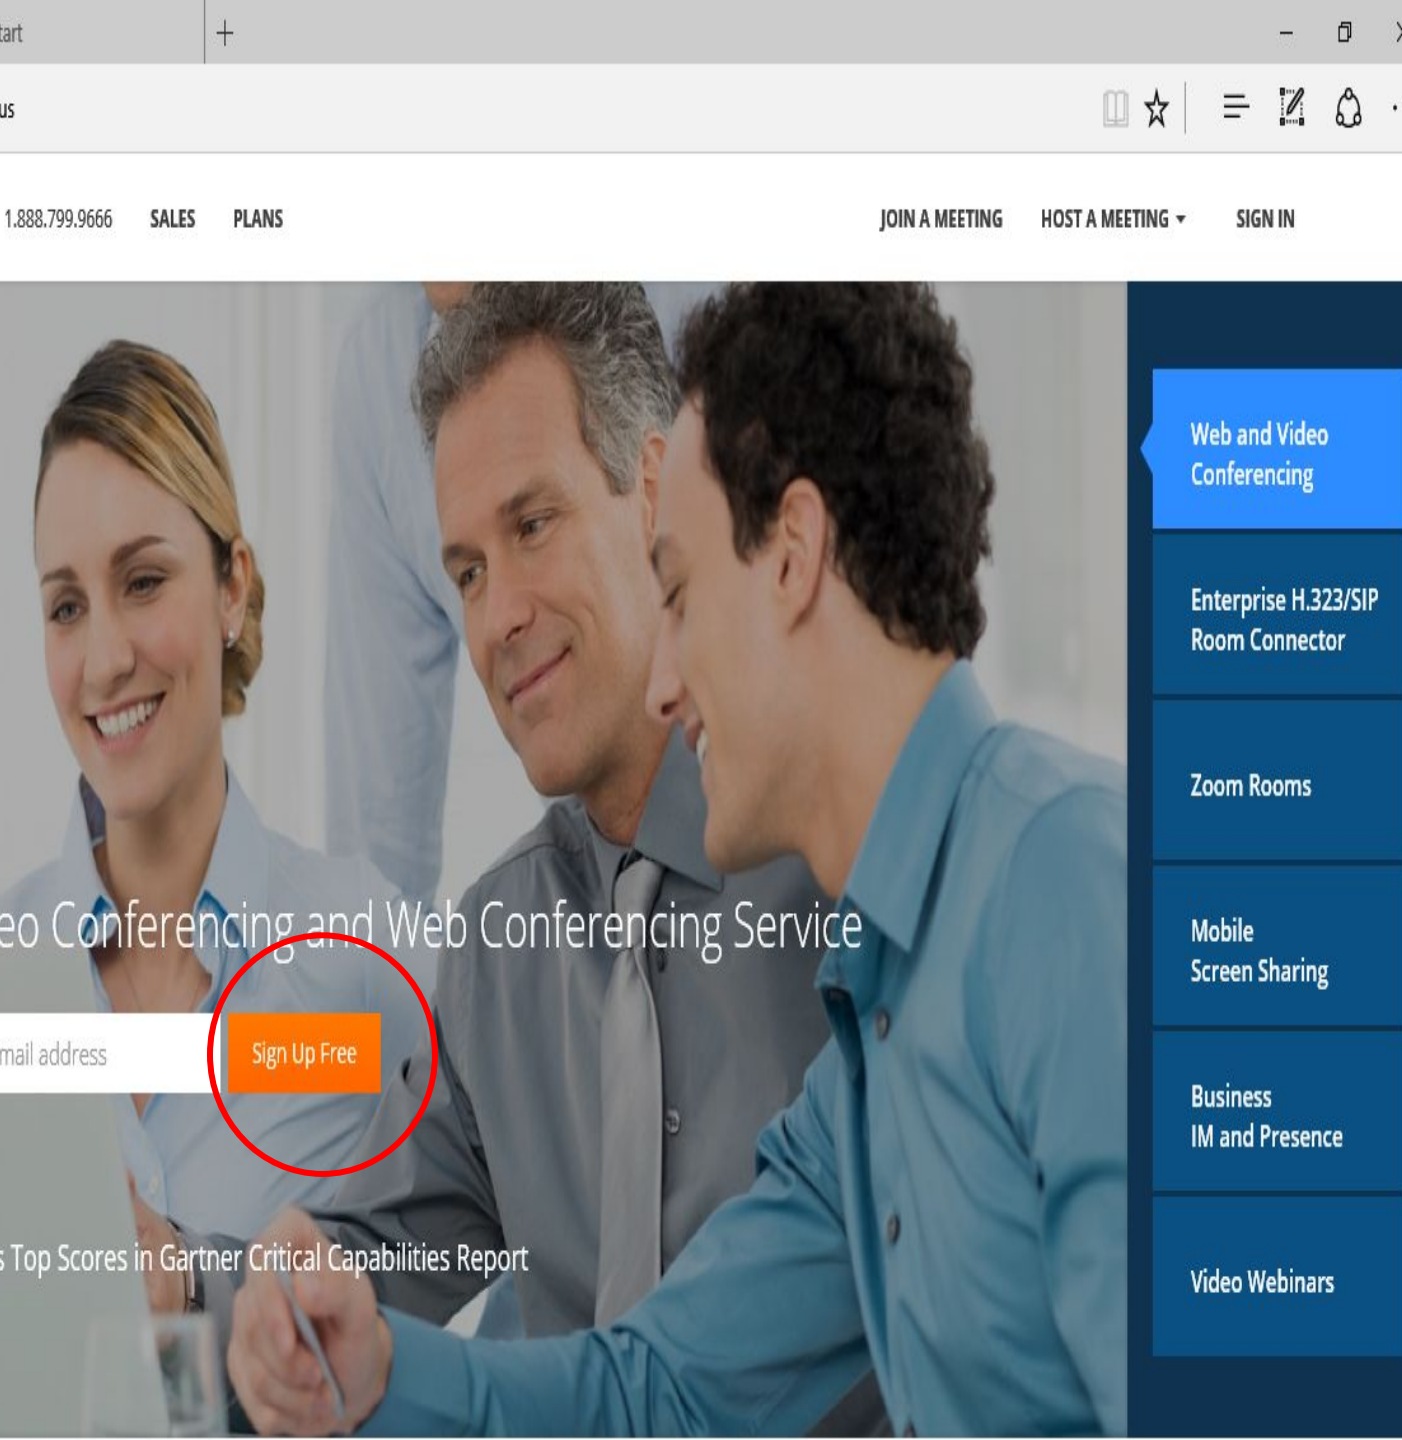 tart
us
1.888.799.9666 SALES PLANS JOIN A MEETING HOST A MEETING SIGN IN
Web and Video
Conferencing
Enterprise H.323/SIP
Room Connector
Zoom Rooms
Mobile
Screen Sharing
Business
IM and Presence
Video Webinars
eo Conferencing and Web Conferencing Service
mail address Sign Up Free
s Top Scores in Gartner Critical Capabilities Report